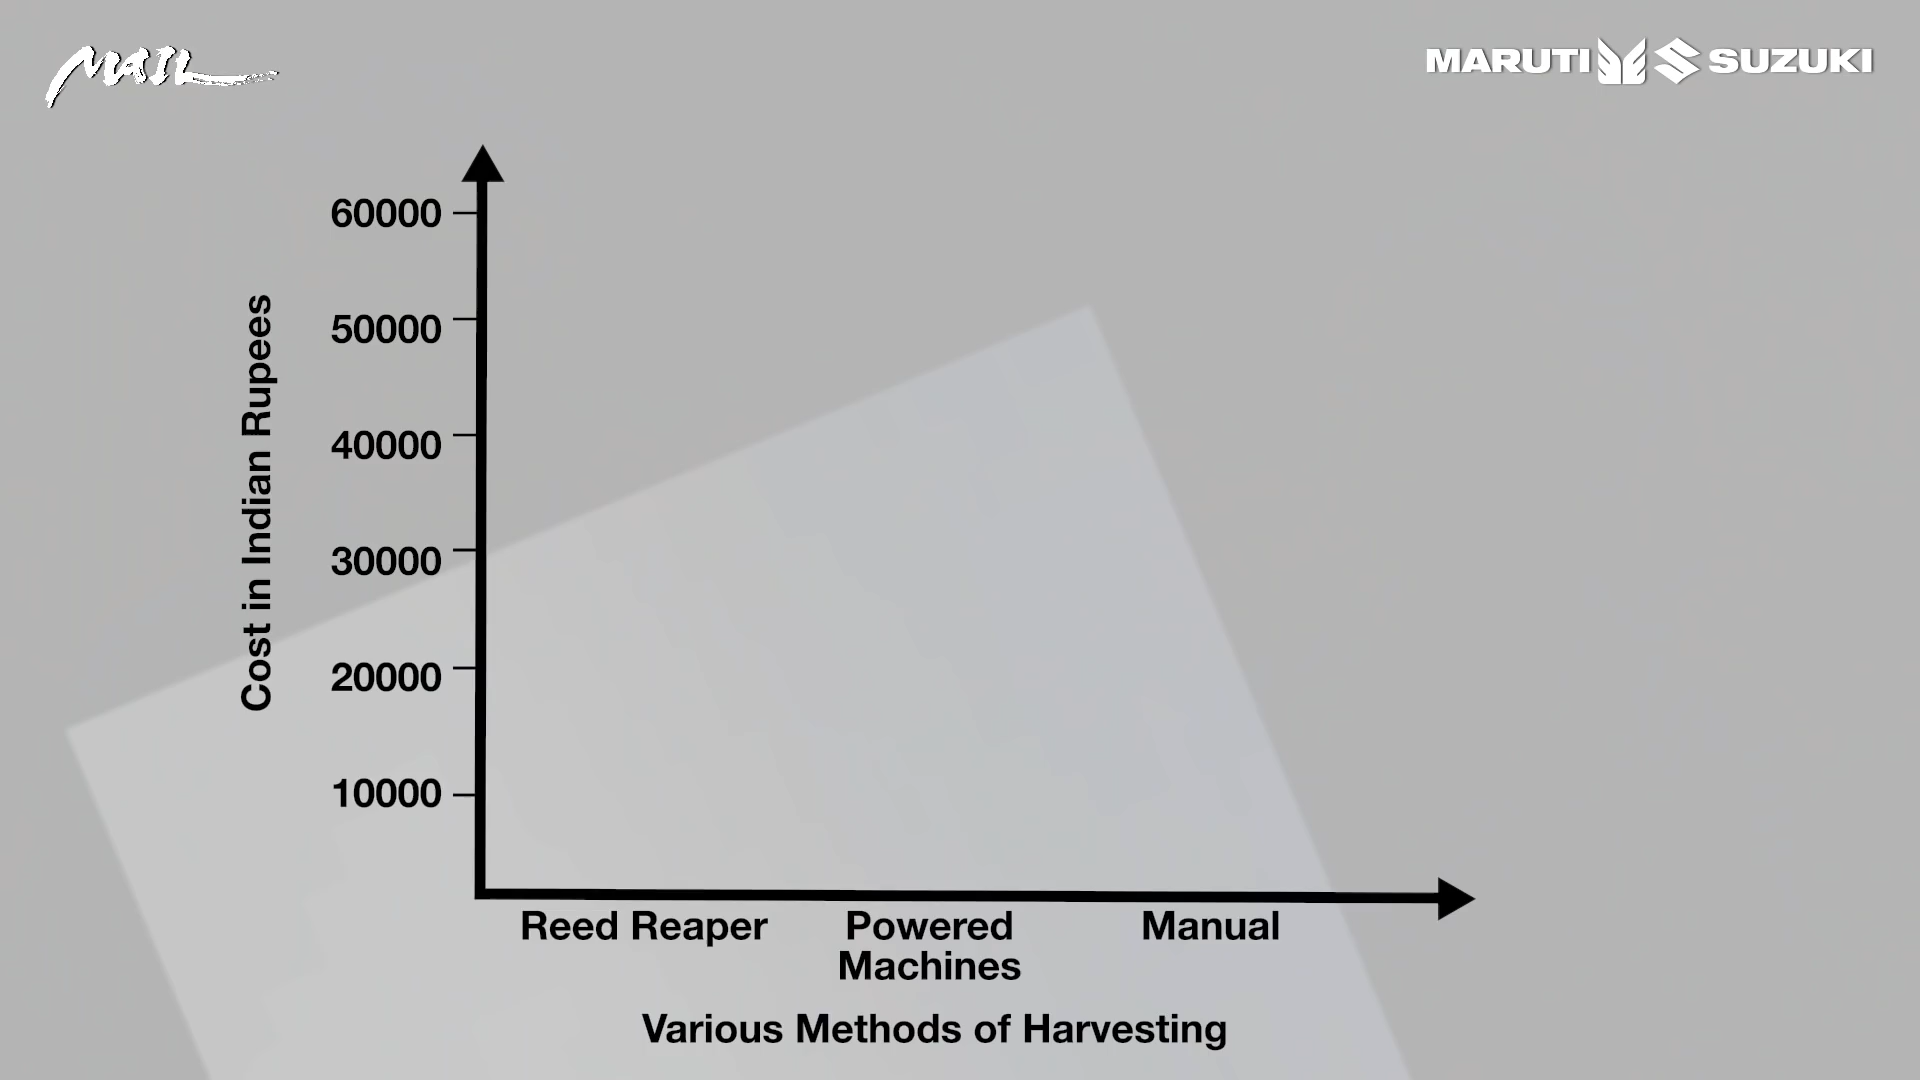 MAIL
MARUTI SUZUKI
60000
50000
40000
30000
20000
10000
Cost in Indian Rupees
Reed Reaper
Powered
Machines
Manual
Various Methods of Harvesting